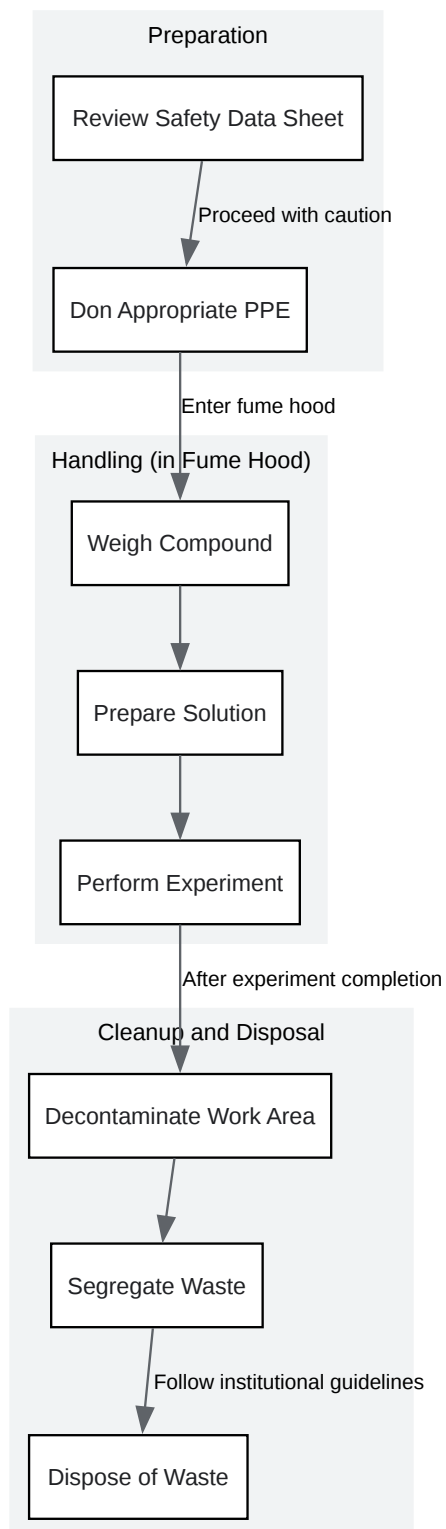 Preparation
Review Safety Data Sheet
Proceed with caution
Don Appropriate PPE
Enter fume hood
Handling (in Fume Hood)
Weigh Compound
Prepare Solution
Perform Experiment
After experiment completion
Cleanup and Disposal
Decontaminate Work Area
Segregate Waste
Follow institutional guidelines
Dispose of Waste